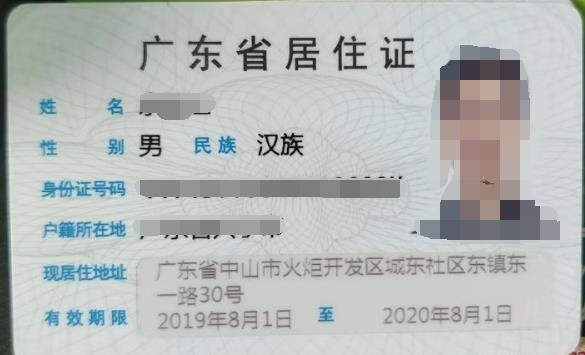 广东省居住证
姓名
性别 男 民族 汉族
身份证号码
户籍所在地
现居住地址 广东省中山市火炬开发区城东社区东镇东
一路30号
有效期限 2019年8月1日 至 2020年8月1日